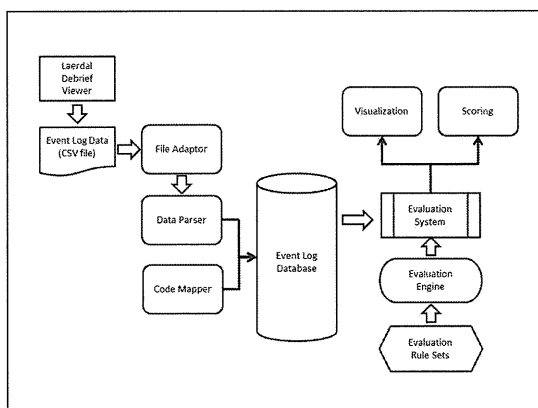 Laerdal
Debrief
Viewer
Event Log Data
(CSV file)
File Adaptor
Data Parser
Code Mapper
Event Log
Database
Visualization
Scoring
Evaluation
System
Evaluation
Engine
Evaluation
Rule Sets